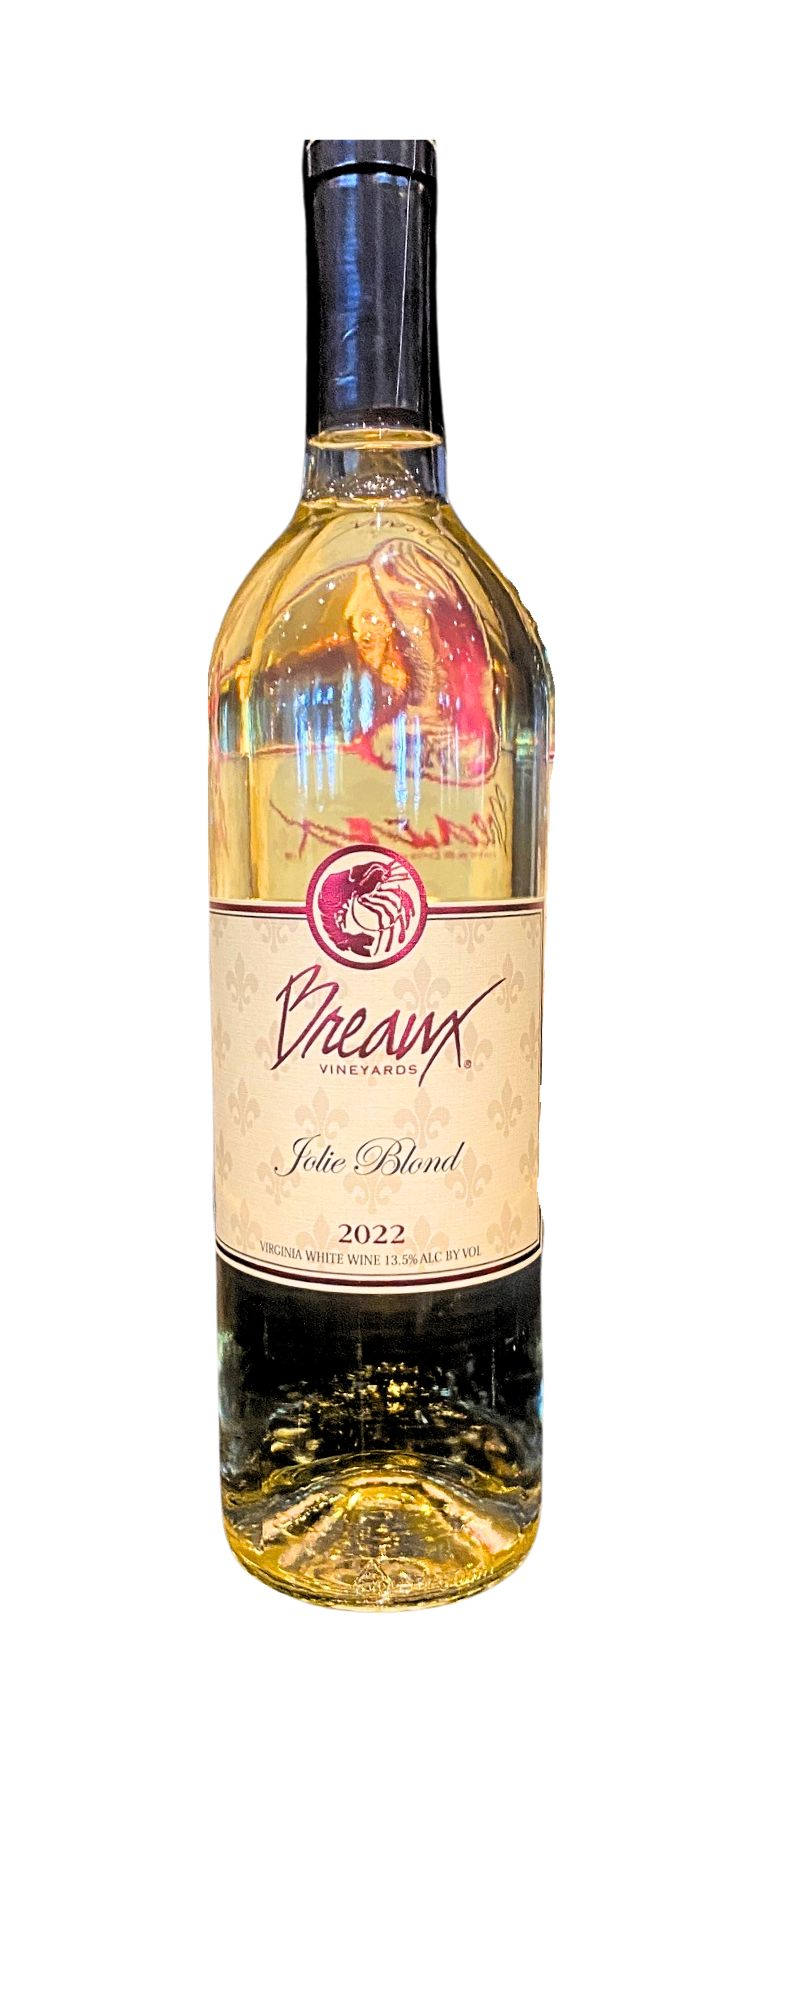 Breaux
VINEYARDS®
Jolie Blond
2022
VIRGINIA WHITE WINE 13.5% ALC BY VOL